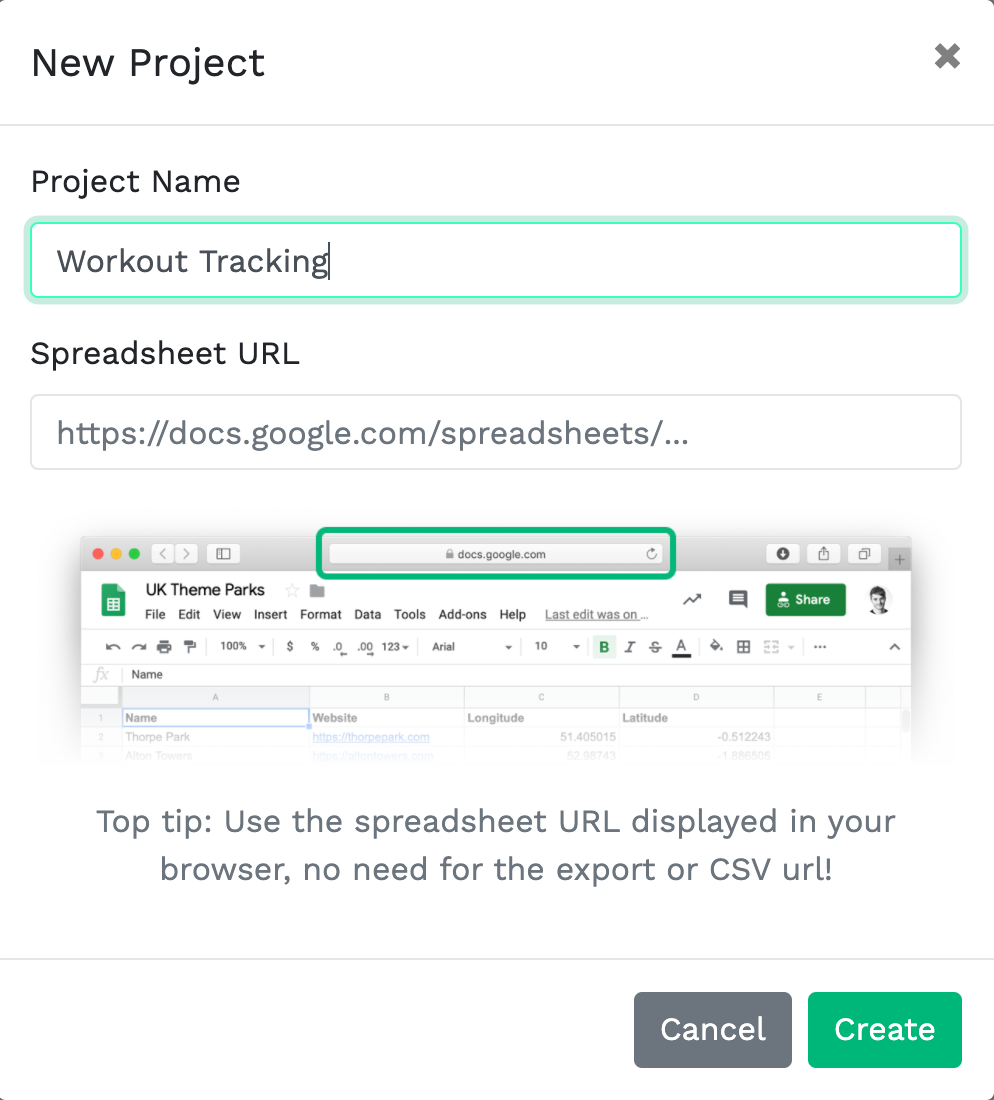 New Project
Project Name
Workout Tracking
Spreadsheet URL
https://docs.google.com/spreadsheets/...
docs.google.com
UK Theme Parks
File Edit View Insert Format Data Tools Add-ons Help Last edit was on ...
Share
100% $ % .0 .00 123 Arial 10 B I S A ...
fx Name
A B C D E
1 Name Website Longitude Latitude
2 Thorpe Park https://thorpepark.com 51.405015 -0.512243
3 Alton Towers https://altontowers.com 52.98743 -1.886505
Top tip: Use the spreadsheet URL displayed in your
browser, no need for the export or CSV url!
Cancel Create